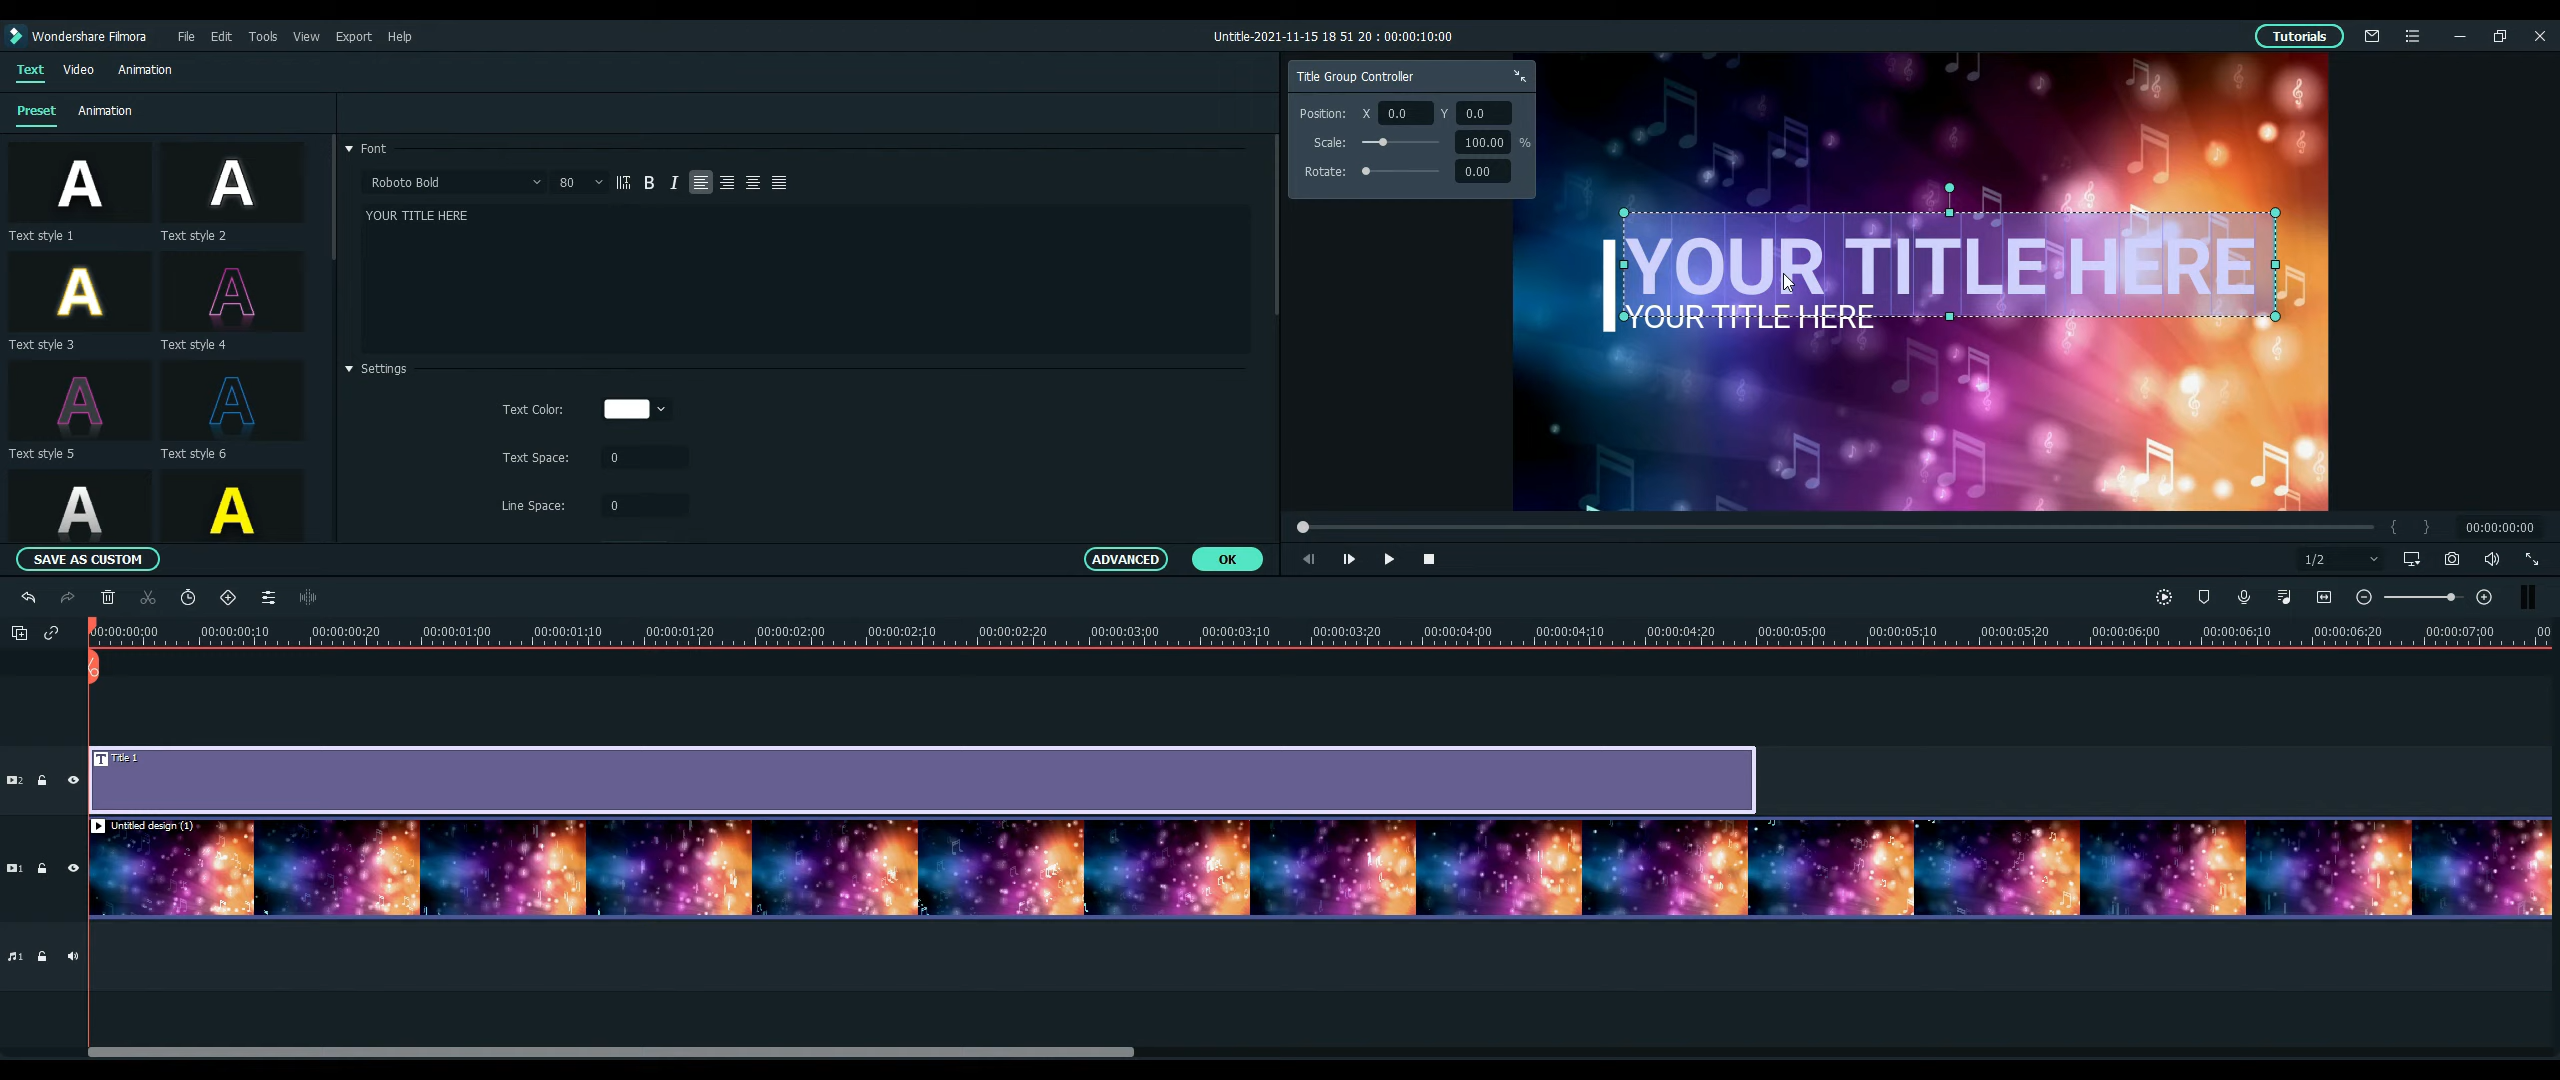 Wondershare Filmora File Edit Tools View Export Help Untitle-2021-11-15 18 51 20 : 00:00:10:00 Tutorials
Text Video Animation
Preset Animation
Text style 1 Text style 2
Text style 3 Text style 4
Text style 5 Text style 6
SAVE AS CUSTOM
Font
Roboto Bold 80 B I
YOUR TITLE HERE
Settings
Text Color:
Text Space: 0
Line Space: 0
ADVANCED OK
Title Group Controller
Position: X 0.0 Y 0.0
Scale: 100.00 %
Rotate: 0.00
YOUR TITLE HERE
YOUR TITLE HERE
{ } 00:00:00:00
1/2
00:00:00:00 00:00:00:10 00:00:00:20 00:00:01:00 00:00:01:10 00:00:01:20 00:00:02:00 00:00:02:10 00:00:02:20 00:00:03:00 00:00:03:10 00:00:03:20 00:00:04:00 00:00:04:10 00:00:04:20 00:00:05:00 00:00:05:10 00:00:05:20 00:00:06:00 00:00:06:10 00:00:06:20 00:00:07:00 00
2 T Title 1
Untitled design (1)
1
1